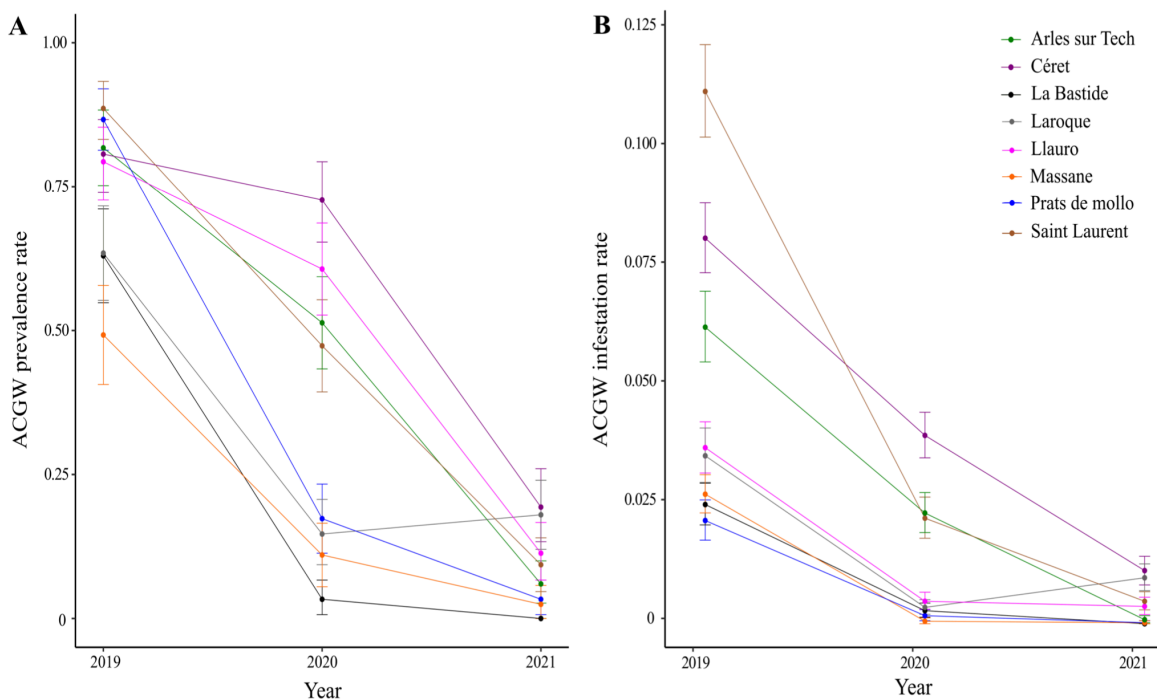 A
ACGW prevalence rate
1.00
0.75
0.50
0.25
0
2019
2020
2021
Year
B
ACGW infestation rate
0.125
0.100
0.075
0.050
0.025
0
2019
2020
2021
Year
Arles sur Tech
Céret
La Bastide
Laroque
Llauro
Massane
Prats de mollo
Saint Laurent